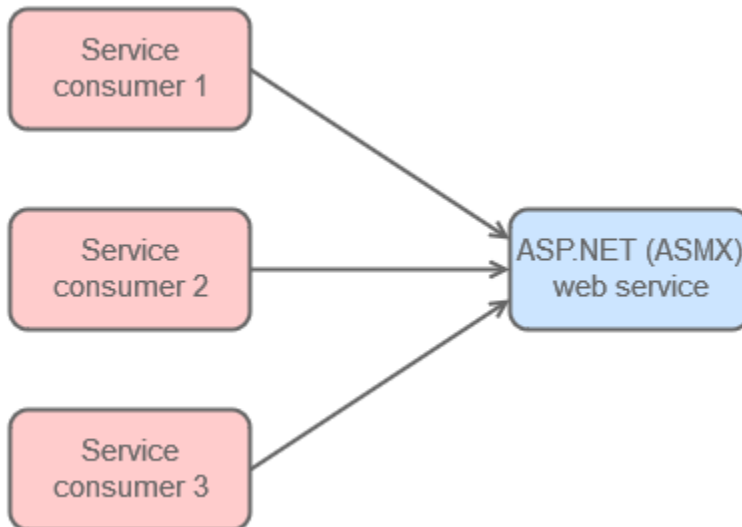 Service
consumer 1
Service
consumer 2
ASP.NET (ASMX)
web service
Service
consumer 3